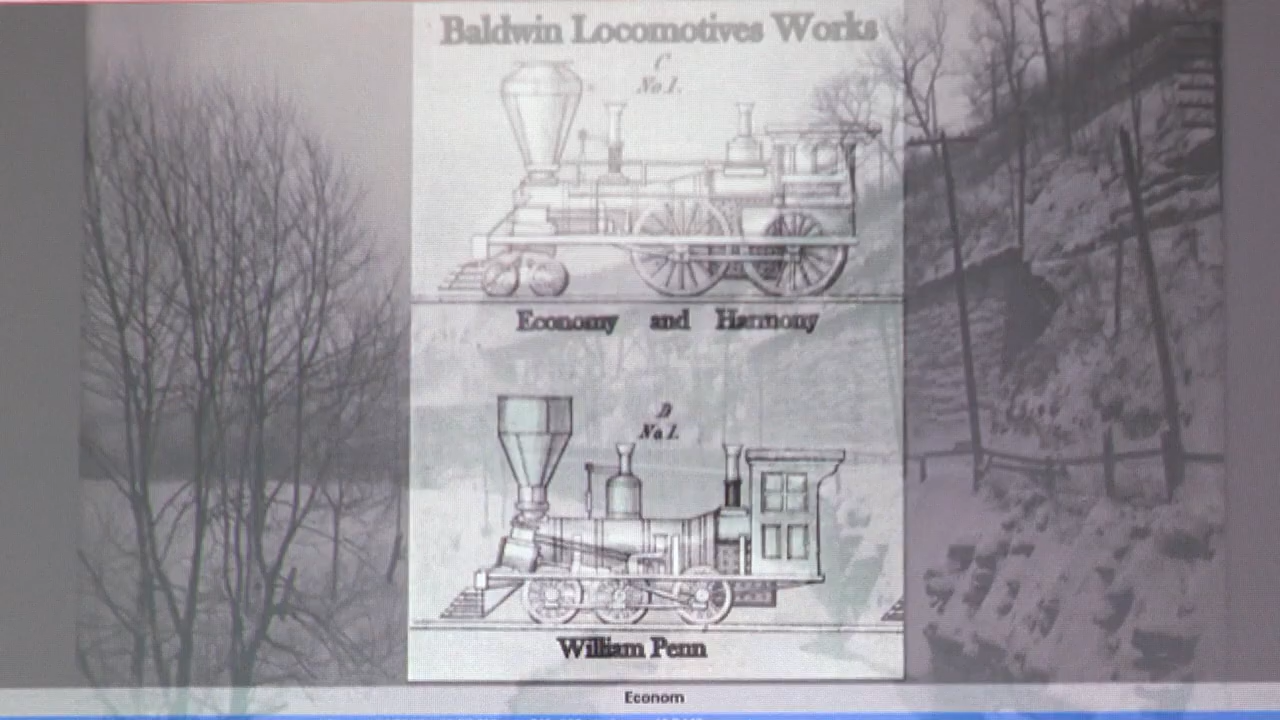 Baldwin Locomotives Works
C
No 1.
Economy and Harmony
D
No 1.
William Penn
Econom